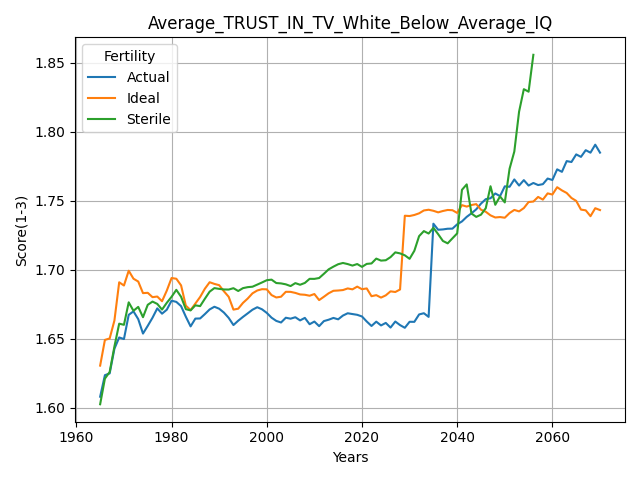 Average_TRUST_IN_TV_White_Below_Average_IQ
Score(1-3)
1.85
1.80
1.75
1.70
1.65
1.60
Fertility
Actual
Ideal
Sterile
1960
1980
2000
2020
2040
2060
Years